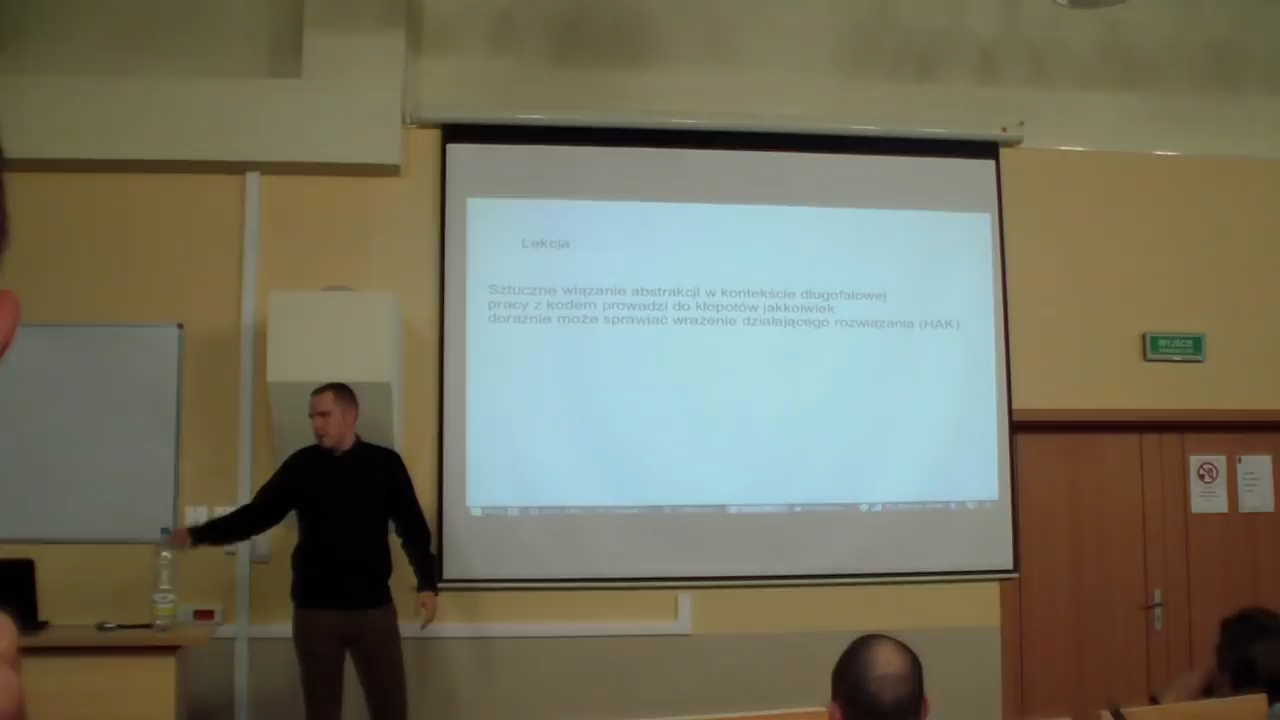 Lekcja
Sztuczne wiązanie abstrakcji w kontekście długofalowej
pracy z kodem prowadzi do kłopotów jakkolwiek
doraźnie może sprawiać wrażenie działającego rozwiązania (HAK)
WYJŚCIE